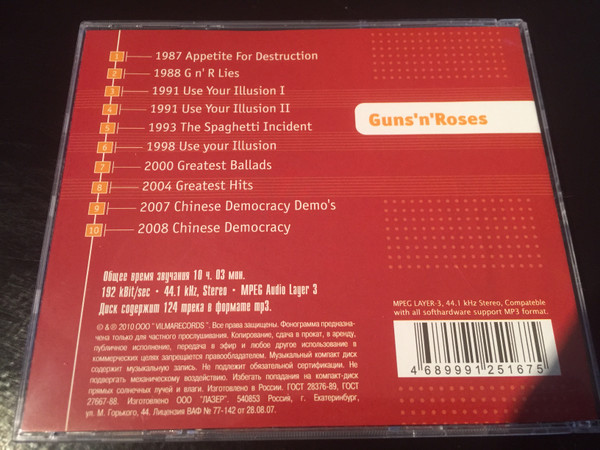 1 1987 Appetite For Destruction
2 1988 G n' R Lies
3 1991 Use Your Illusion I
4 1991 Use Your Illusion II
5 1993 The Spaghetti Incident
6 1998 Use your Illusion
7 2000 Greatest Ballads
8 2004 Greatest Hits
9 2007 Chinese Democracy Demo's
10 2008 Chinese Democracy
Guns'n'Roses
Общее время звучания 10 ч. 03 мин.
192 kBit/sec • 44.1 kHz, Stereo • MPEG Audio Layer 3
Диск содержит 124 трека в формате mp3.
© & ℗ 2010 ООО " VILMARECORDS ". Все права защищены. Фонограмма предназна-
чена только для частного прослушивания. Копирование, сдача в прокат, в аренду,
публичное исполнение, передача в эфир и любое другое использование в
коммерческих целях запрещается правообладателем. Музыкальный компакт диск
содержит музыкальную запись. Не подлежит обязательной сертификации. Не
подвергать механическому воздействию. Избегать попадания на компакт-диск
прямых солнечных лучей и влаги. Изготовлено в России. ГОСТ 28376-89, ГОСТ
27667-88. Изготовлено ООО "ЛАЗЕР". 540853 Россия, г. Екатеринбург,
ул. М. Горького, 44. Лицензия ВАФ № 77-142 от 28.08.07.
MPEG LAYER-3, 44.1 kHz Stereo, Compateble
with all softhardware support MP3 format.
4 689991 251675